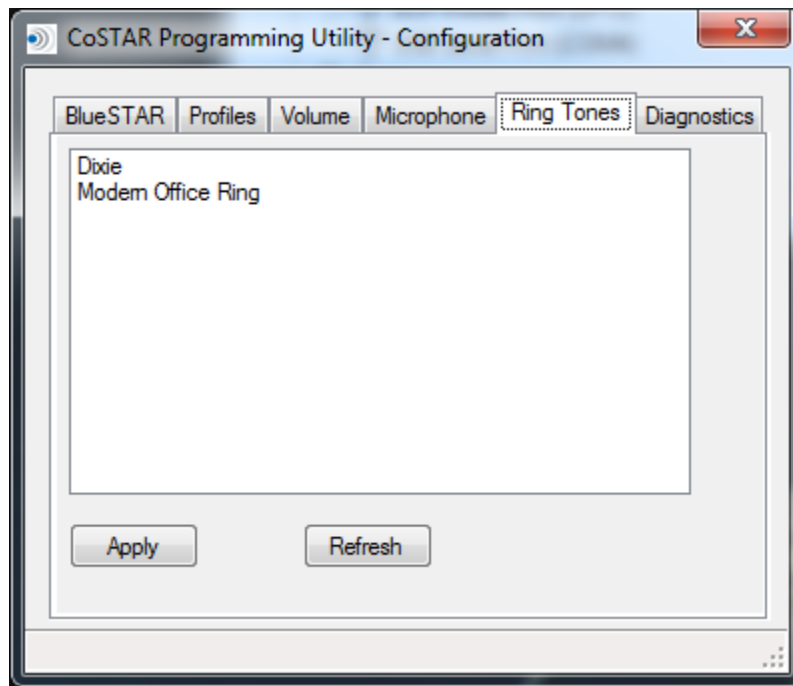 CoSTAR Programming Utility - Configuration
BlueSTAR Profiles Volume Microphone Ring Tones Diagnostics
Dixie
Modern Office Ring
Apply Refresh